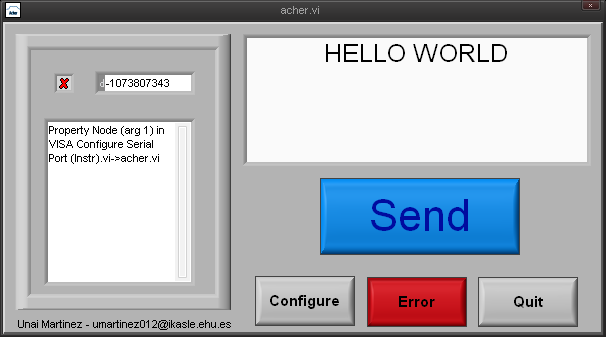 acher.vi
d-1073807343
Property Node (arg 1) in
VISA Configure Serial
Port (Instr).vi->acher.vi
HELLO WORLD
Send
Configure
Error
Quit
Unai Martinez - umartinez012@ikasle.ehu.es